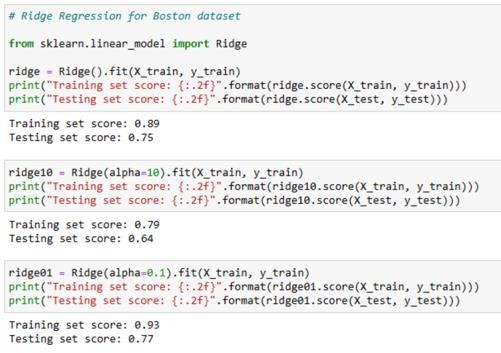 # Ridge Regression for Boston dataset
from sklearn.linear_model import Ridge
ridge = Ridge().fit(X_train, y_train)
print("Training set score: {:.2f}".format(ridge.score(X_train, y_train)))
print("Testing set score: {:.2f}".format(ridge.score(X_test, y_test)))
Training set score: 0.89
Testing set score: 0.75
ridge10 = Ridge(alpha=10).fit(X_train, y_train)
print("Training set score: {:.2f}".format(ridge10.score(X_train, y_train)))
print("Testing set score: {:.2f}".format(ridge10.score(X_test, y_test)))
Training set score: 0.79
Testing set score: 0.64
ridge01 = Ridge(alpha=0.1).fit(X_train, y_train)
print("Training set score: {:.2f}".format(ridge01.score(X_train, y_train)))
print("Testing set score: {:.2f}".format(ridge01.score(X_test, y_test)))
Training set score: 0.93
Testing set score: 0.77